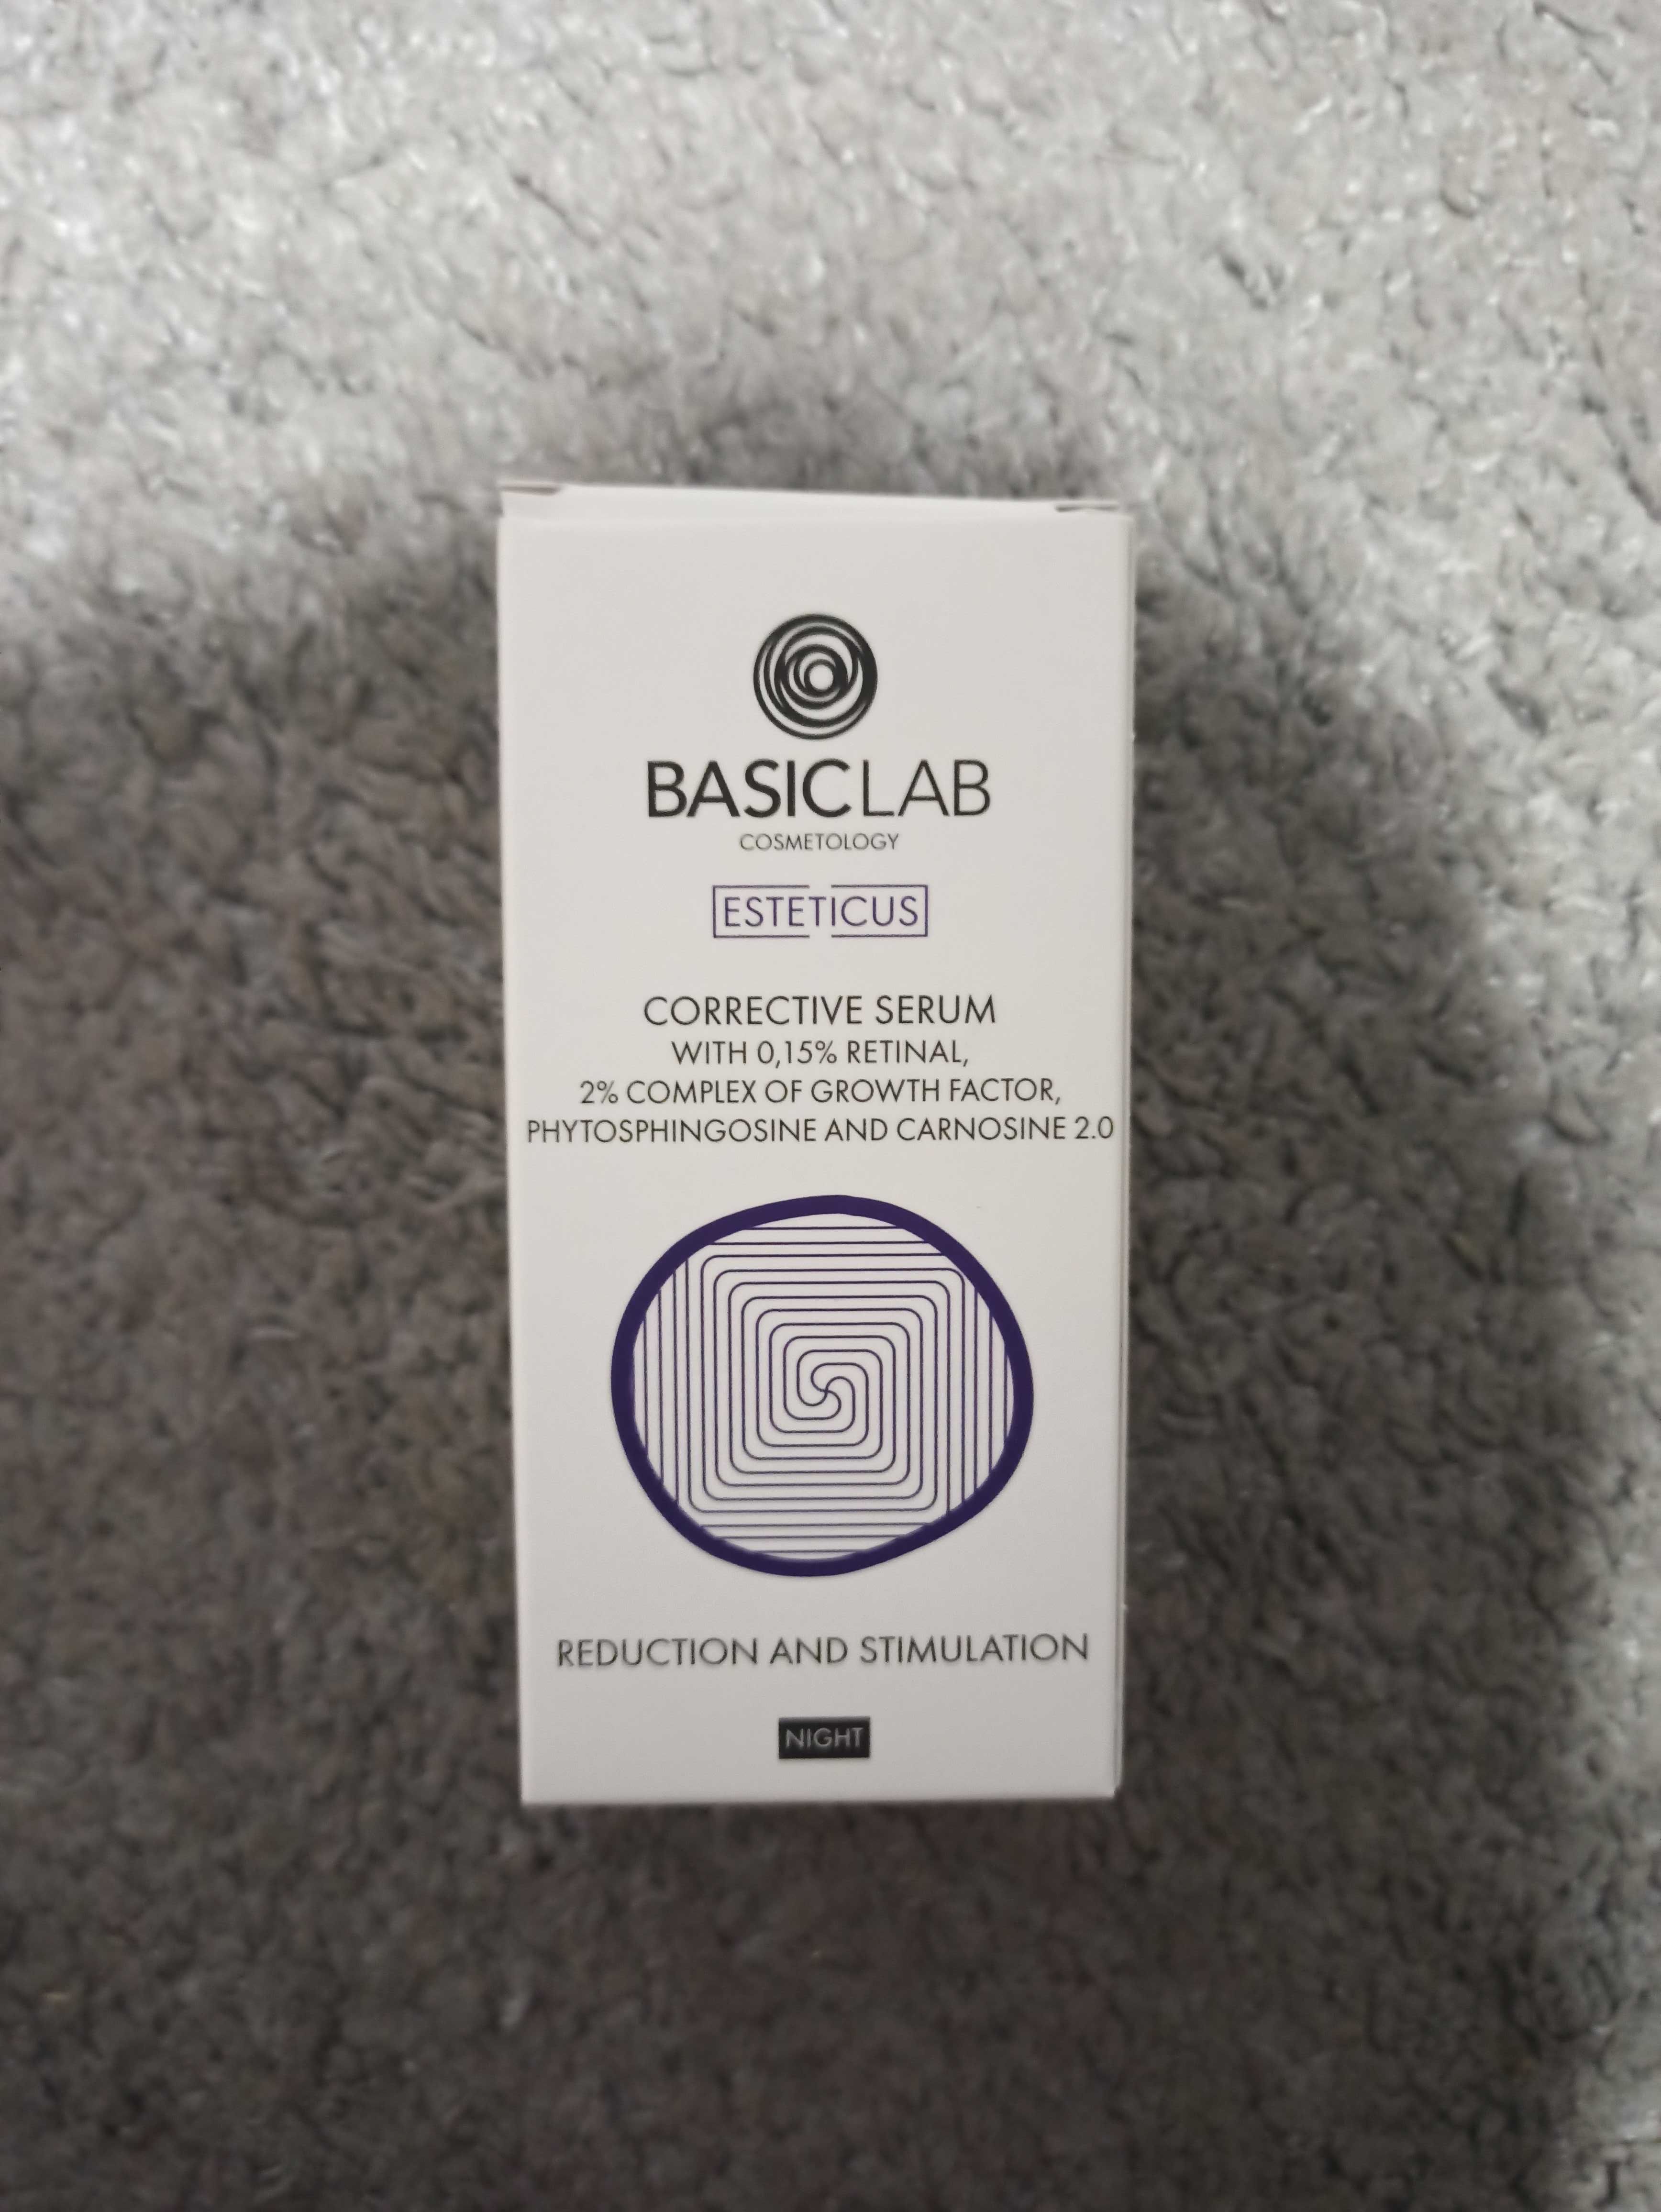 BASICLAB
COSMETOLOGY
ESTETICUS
CORRECTIVE SERUM
WITH 0,15% RETINAL,
2% COMPLEX OF GROWTH FACTOR,
PHYTOSPHINGOSINE AND CARNOSINE 2.0
REDUCTION AND STIMULATION
NIGHT